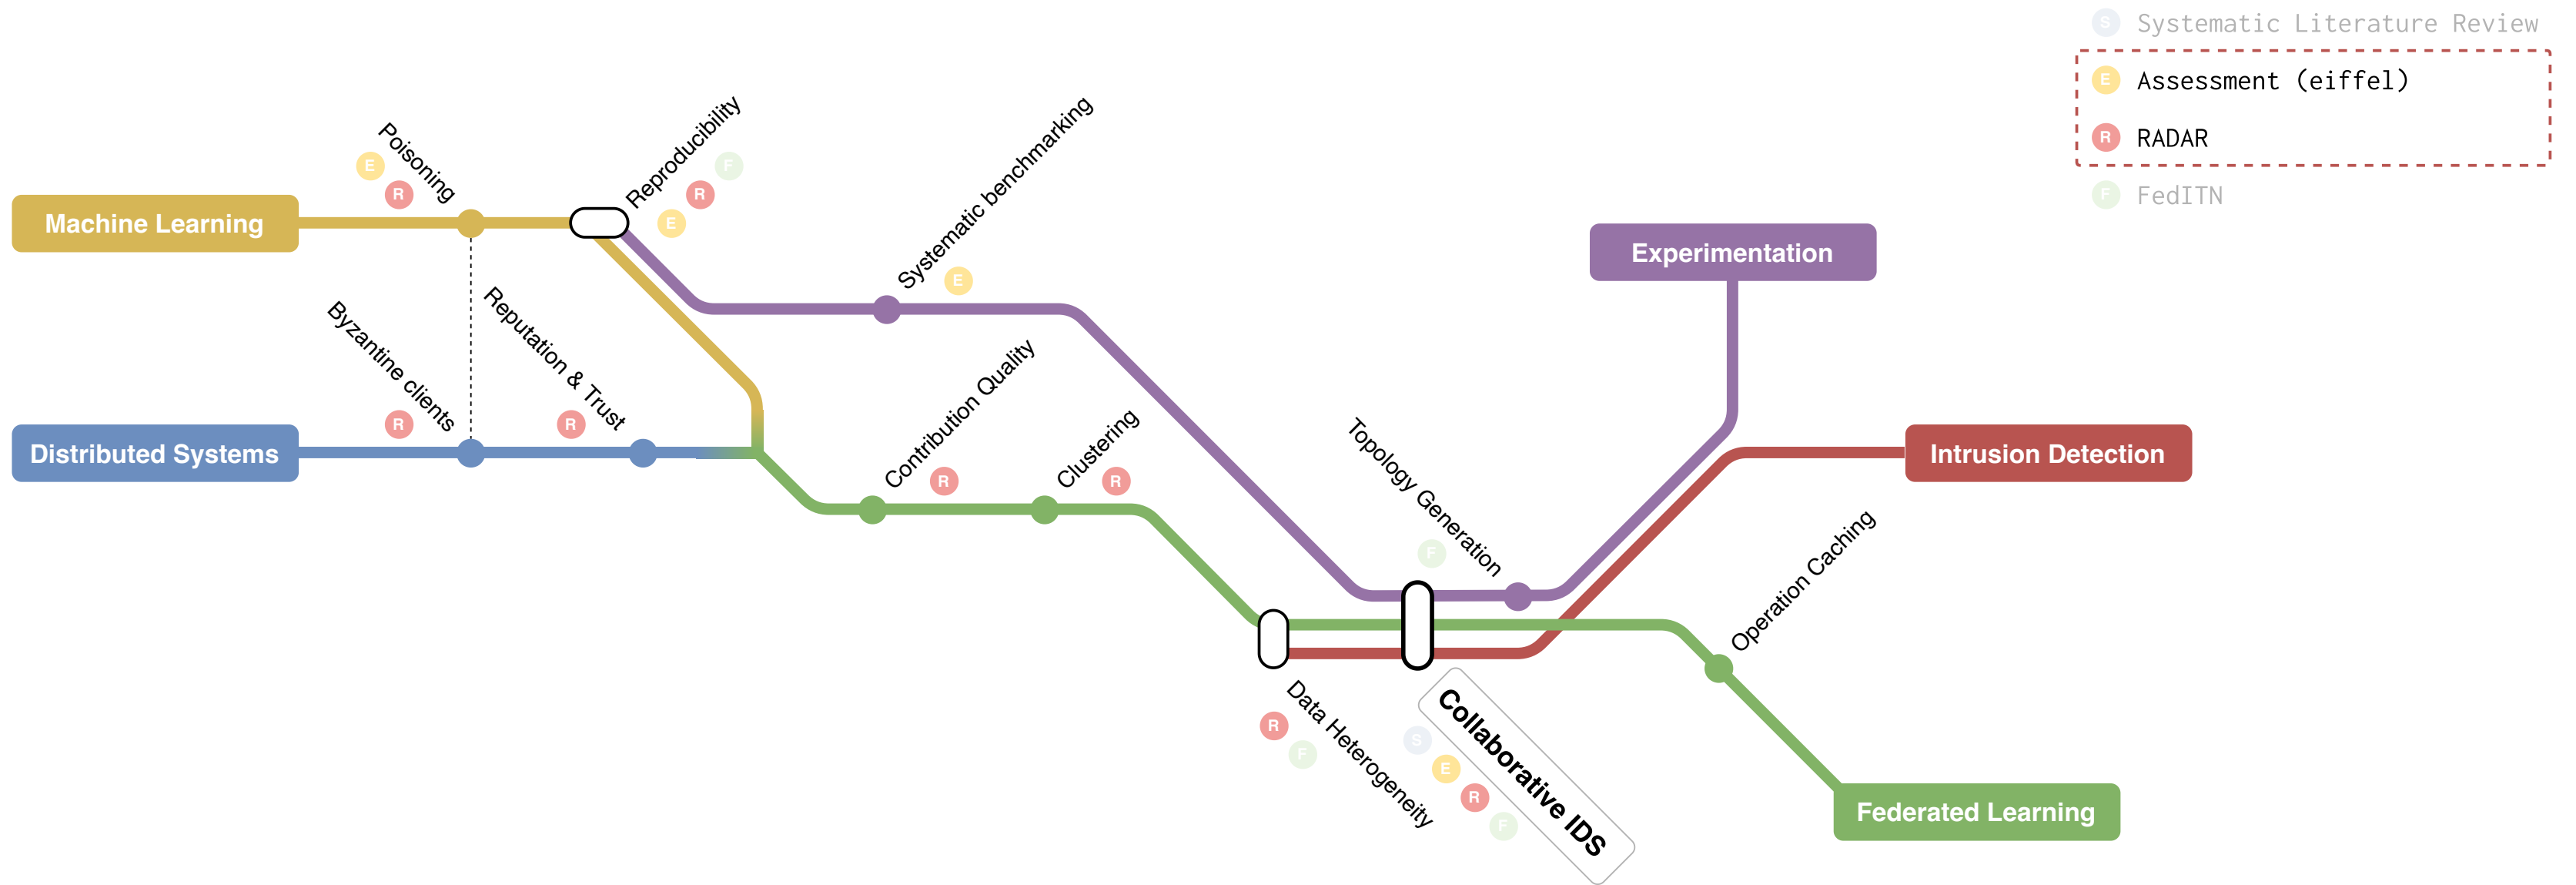 S Systematic Literature Review
E Assessment (eiffel)
R RADAR
F FedITN
Machine Learning
Poisoning
E
R
Reproducibility
F
R
E
Systematic benchmarking
E
Experimentation
Distributed Systems
Byzantine clients
R
Reputation & Trust
R
Contribution Quality
R
Clustering
R
Topology Generation
F
Intrusion Detection
Operation Caching
Data Heterogeneity
R
F
Collaborative IDS
S
E
R
F
Federated Learning